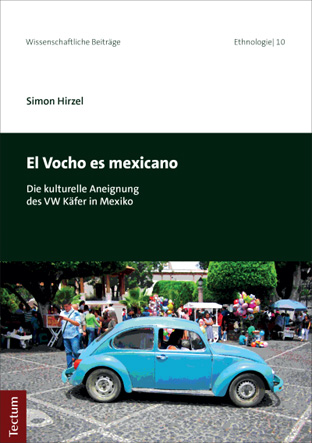 Wissenschaftliche Beiträge
Ethnologie| 10
Simon Hirzel
El Vocho es mexicano
Die kulturelle Aneignung
des VW Käfer in Mexiko
Tectum